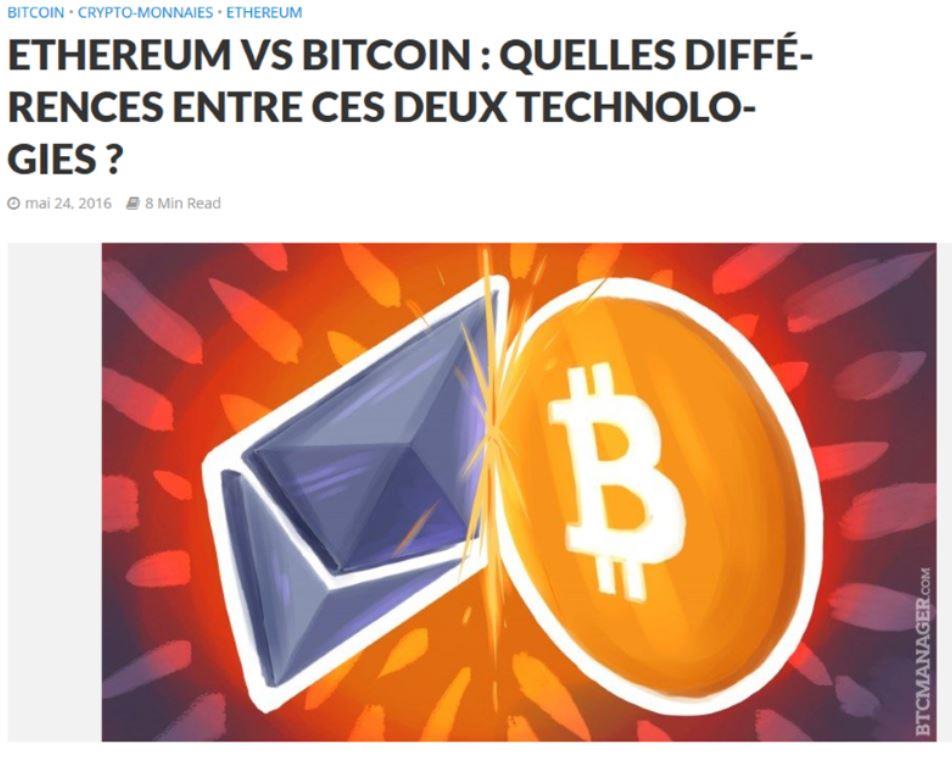 BITCOIN • CRYPTO-MONNAIES • ETHEREUM
ETHEREUM VS BITCOIN : QUELLES DIFFÉ-
RENCES ENTRE CES DEUX TECHNOLO-
GIES ?
mai 24, 2016 8 Min Read
BTCMANAGER.COM